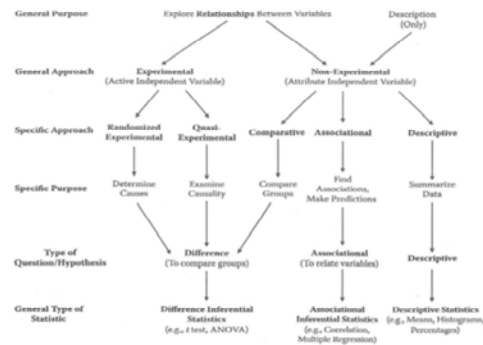 General Purpose
Explore Relationships Between Variables
Description
(Only)
General Approach
Experimental
(Active Independent Variable)
Non-Experimental
(Attribute Independent Variable)
Specific Approach
Randomized
Experimental
Quasi-
Experimental
Comparative
Associational
Descriptive
Specific Purpose
Determine
Causes
Examine
Causality
Compare
Groups
Find
Associations,
Make Predictions
Summarize
Data
Type of
Question/Hypothesis
Difference
(To compare groups)
Associational
(To relate variables)
Descriptive
General Type of
Statistic
Difference Inferential
Statistics
(e.g., t test, ANOVA)
Associational
Inferential Statistics
(e.g., Correlation,
Multiple Regression)
Descriptive Statistics
(e.g., Means, Histograms,
Percentages)